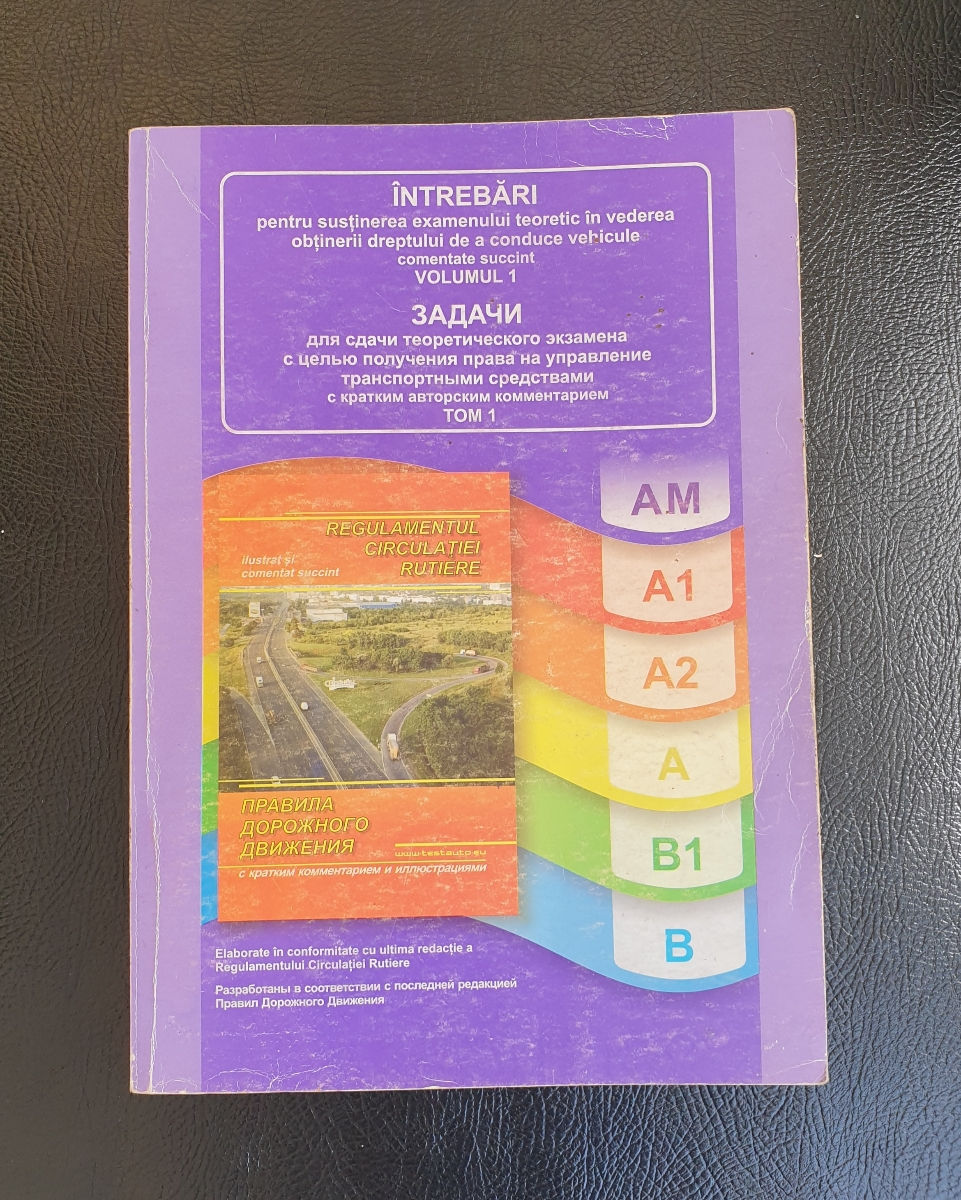 ÎNTREBĂRI
pentru susținerea examenului teoretic în vederea
obținerii dreptului de a conduce vehicule
comentate succint
VOLUMUL 1
ЗАДАЧИ
для сдачи теоретического экзамена
с целью получения права на управление
транспортными средствами
с кратким авторским комментарием
ТОМ 1
REGULAMENTUL
CIRCULAȚIEI
RUTIERE
ilustrat și
comentat succint
ПРАВИЛА
ДОРОЖНОГО
ДВИЖЕНИЯ
www.testauto.eu
с кратким комментарием и иллюстрациями
AM
A1
A2
A
B1
B
Elaborate în conformitate cu ultima redacție a
Regulamentului Circulației Rutiere
Разработаны в соответствии с последней редакцией
Правил Дорожного Движения